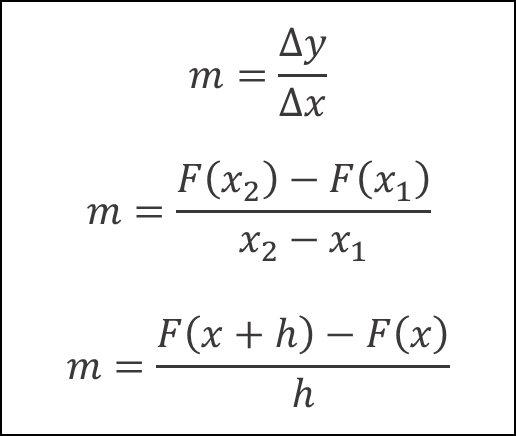 m = Δy/Δx
m = (F(x₂) − F(x₁))/(x₂ − x₁)
m = (F(x + h) − F(x))/h